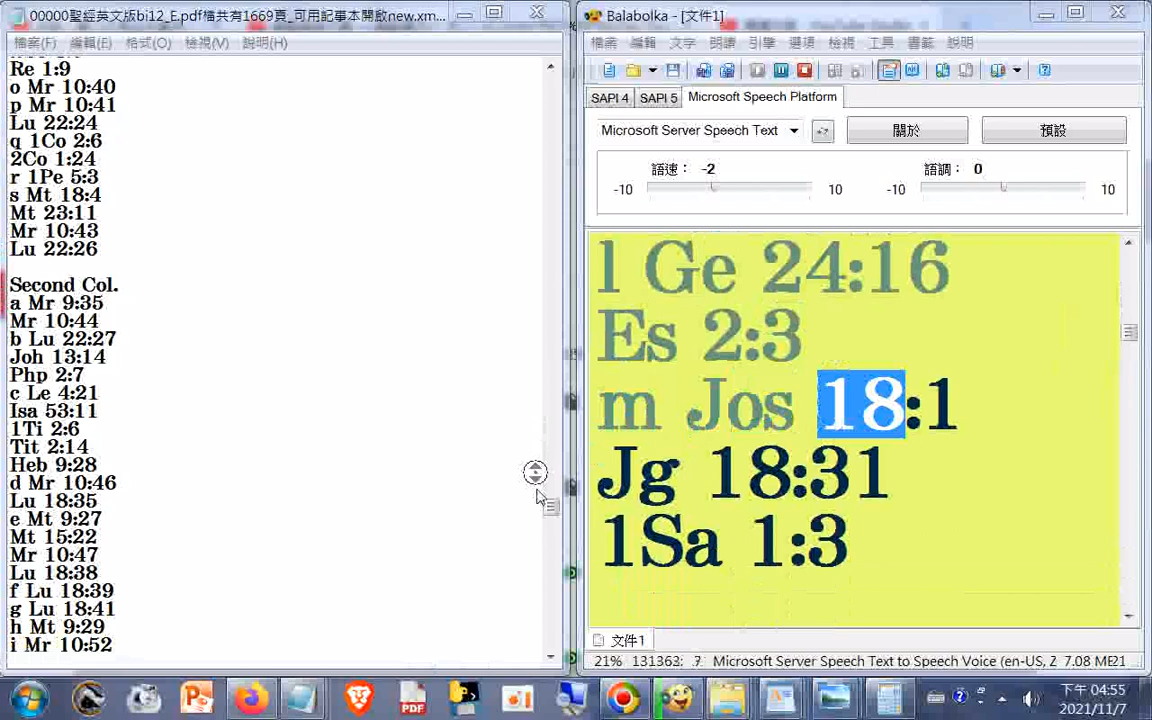 00000聖經英文版bi12_E.pdf檔共有1669頁_可用記事本開啟new.xm...
檔案(F) 編輯(E) 格式(O) 檢視(V) 說明(H)
Re 1:9
o Mr 10:40
p Mr 10:41
Lu 22:24
q 1Co 2:6
2Co 1:24
r 1Pe 5:3
s Mt 18:4
Mt 23:11
Mr 10:43
Lu 22:26
Second Col.
a Mr 9:35
Mr 10:44
b Lu 22:27
Joh 13:14
Php 2:7
c Le 4:21
Isa 53:11
1Ti 2:6
Tit 2:14
Heb 9:28
d Mr 10:46
Lu 18:35
e Mt 9:27
Mt 15:22
Mr 10:47
Lu 18:38
f Lu 18:39
g Lu 18:41
h Mt 9:29
i Mr 10:52
Balabolka - [文件1]
檔案 編輯 文字 朗讀 引擎 選項 檢視 工具 書籤 說明
SAPI 4 SAPI 5 Microsoft Speech Platform
Microsoft Server Speech Text 關於 預設
語速： -2 語調： 0
-10 10 -10 10
l Ge 24:16
Es 2:3
m Jos 18:1
Jg 18:31
1Sa 1:3
文件1
21% 131363: 7 Microsoft Server Speech Text to Speech Voice (en-US, Z 7.08 ME21
下午 04:55
2021/11/7